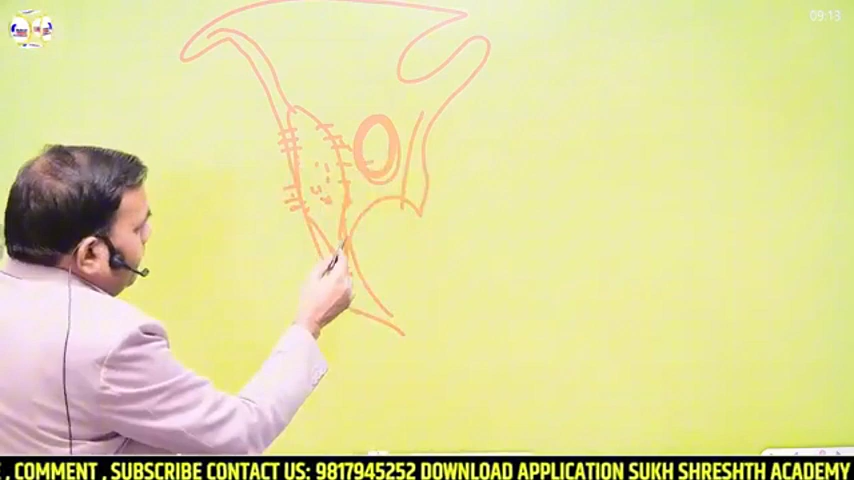 09:13
E , COMMENT , SUBSCRIBE CONTACT US: 9817945252 DOWNLOAD APPLICATION SUKH SHRESHTH ACADEMY